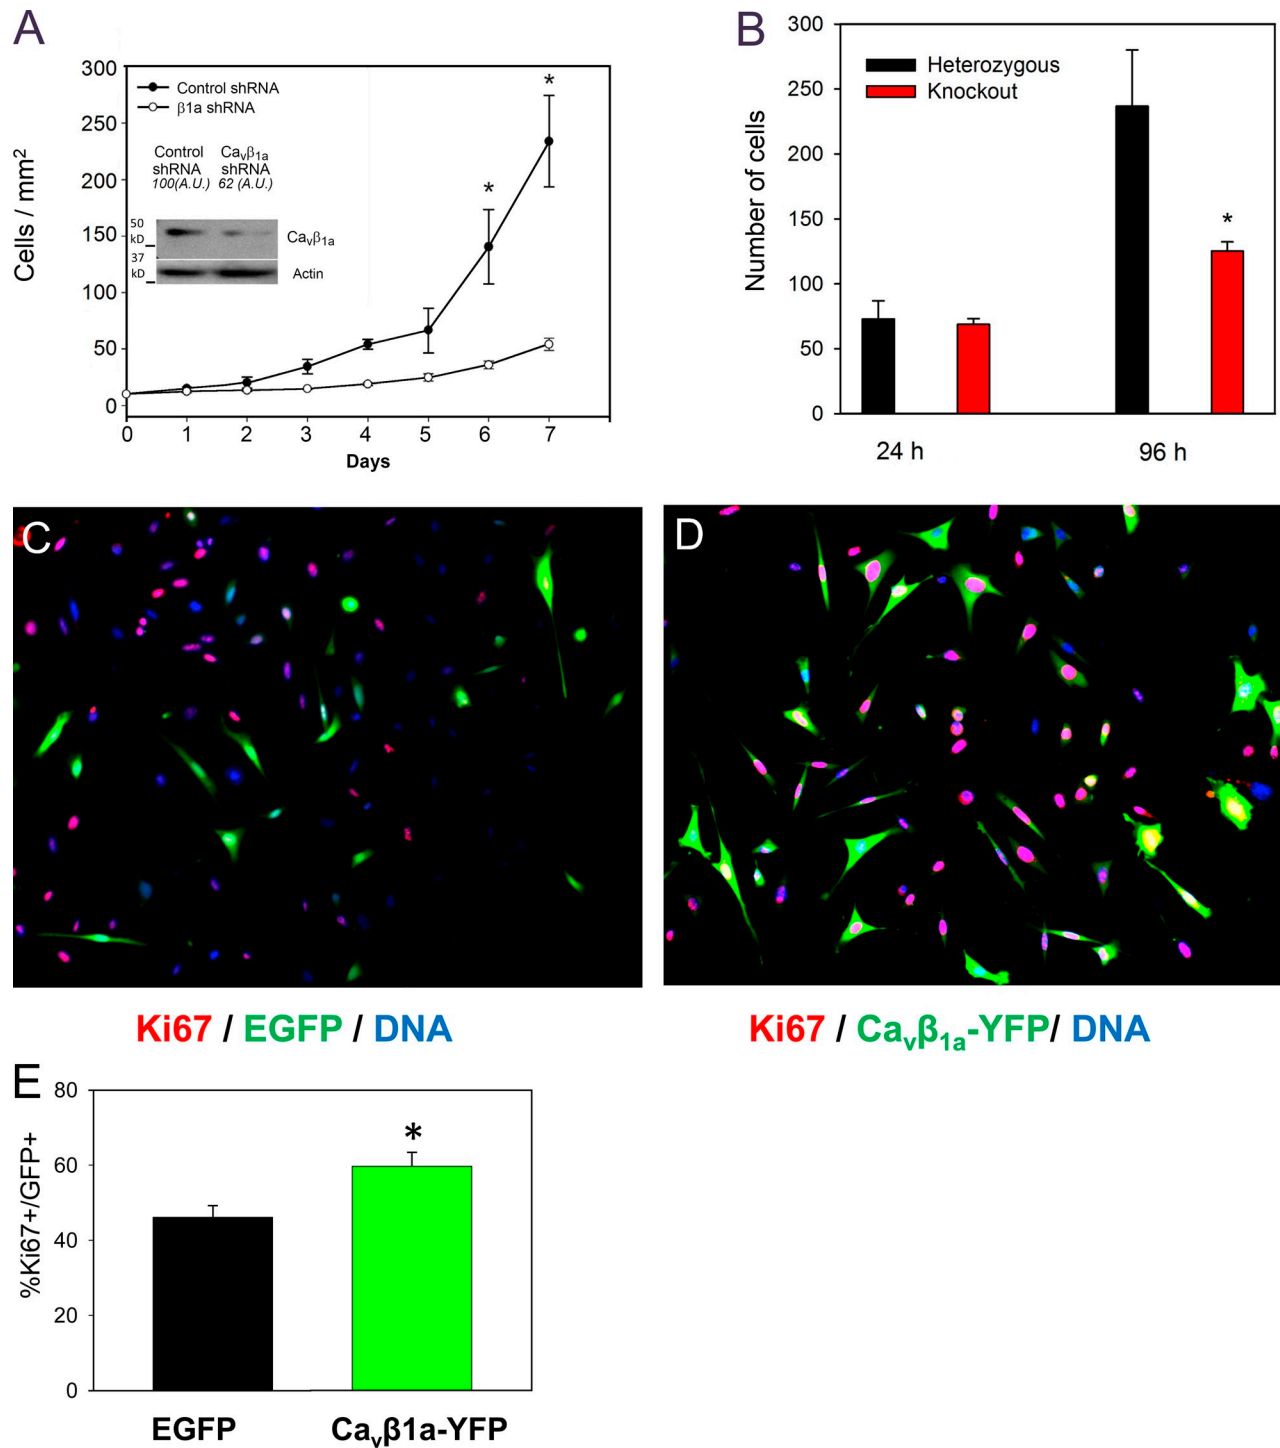 A
300
250
200
150
100
50
0
Cells / mm²
Control shRNA
β1a shRNA
Control shRNA 100(A.U.)
Cavβ1a shRNA 62 (A.U.)
50 kD
37 kD
Cavβ1a
Actin
0 1 2 3 4 5 6 7
Days
*
*
B
300
250
200
150
100
50
0
Number of cells
Heterozygous
Knockout
*
24 h 96 h
C
D
Ki67 / EGFP / DNA
Ki67 / Cavβ1a-YFP/ DNA
E
80
60
40
20
0
%Ki67+/GFP+
*
EGFP Cavβ1a-YFP